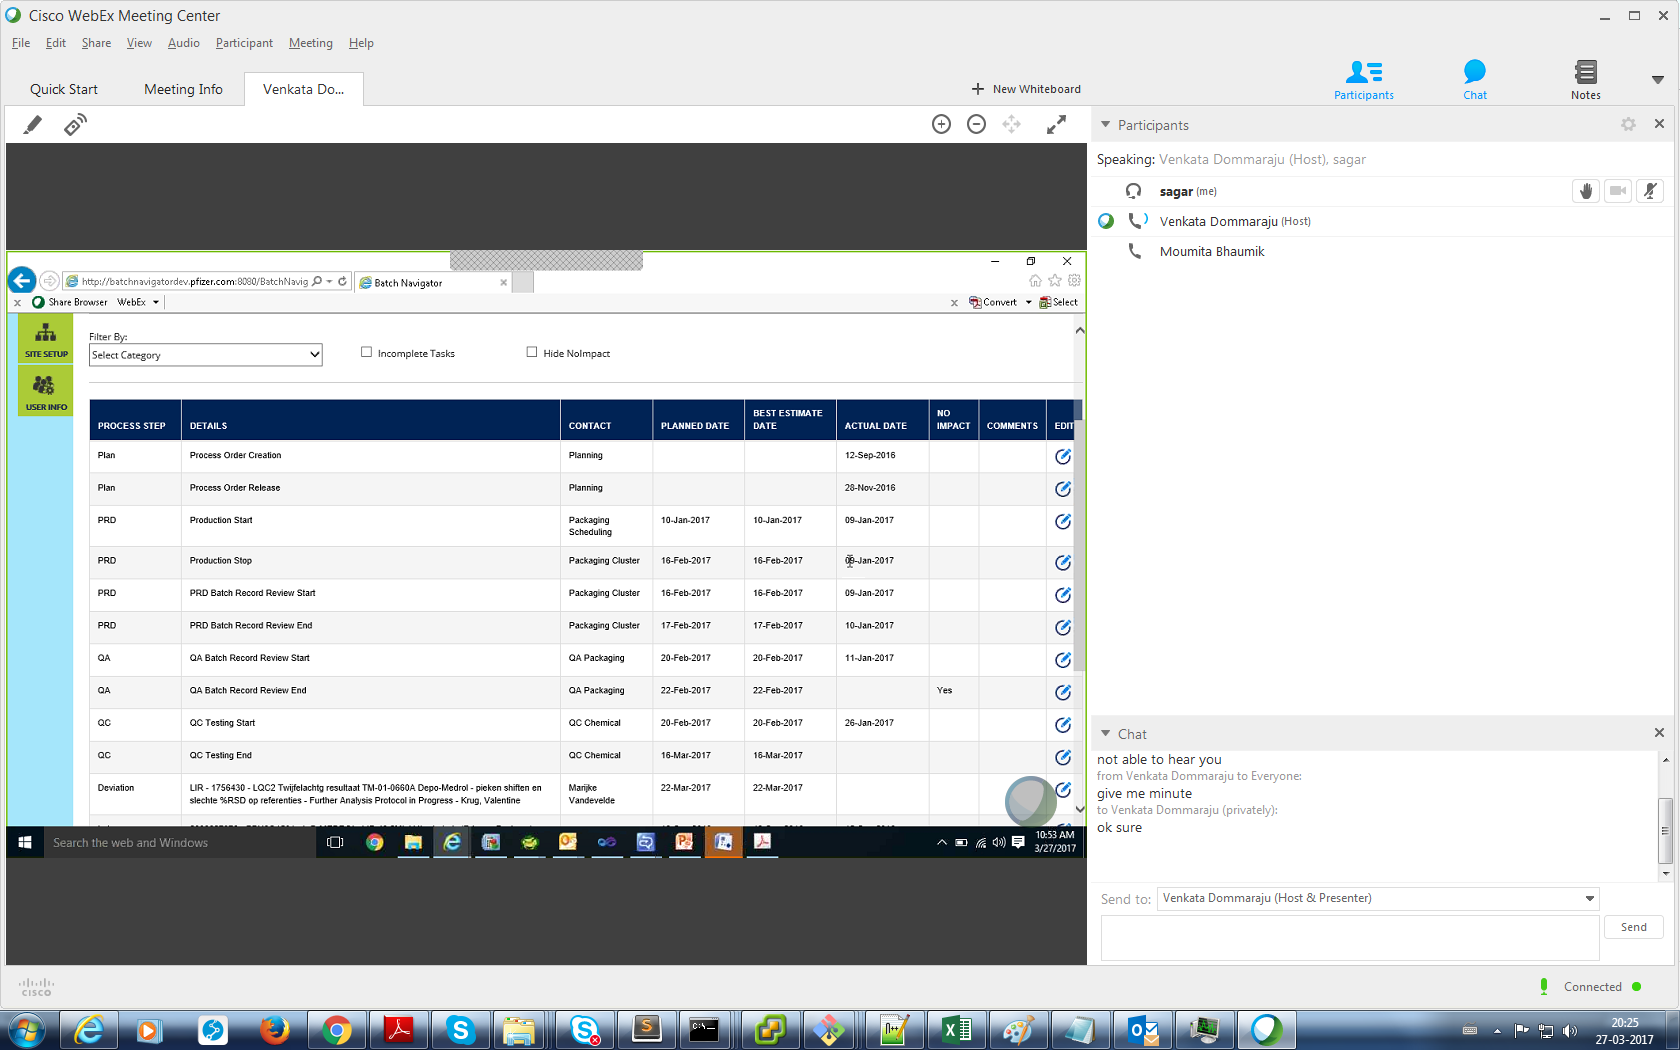 Cisco WebEx Meeting Center
File Edit Share View Audio Participant Meeting Help
Quick Start Meeting Info Venkata Do...
New Whiteboard
Participants Chat Notes
http://batchnavigatordev.pfizer.com:8080/BatchNavig
Batch Navigator
x Share Browser WebEx
x Convert Select
SITE SETUP
USER INFO
Filter By:
Select Category
Incomplete Tasks
Hide NoImpact
PROCESS STEP DETAILS CONTACT PLANNED DATE BEST ESTIMATE DATE ACTUAL DATE NO IMPACT COMMENTS EDIT
Plan Process Order Creation Planning 12-Sep-2016
Plan Process Order Release Planning 28-Nov-2016
PRD Production Start Packaging Scheduling 10-Jan-2017 10-Jan-2017 09-Jan-2017
PRD Production Stop Packaging Cluster 16-Feb-2017 16-Feb-2017 09-Jan-2017
PRD PRD Batch Record Review Start Packaging Cluster 16-Feb-2017 16-Feb-2017 09-Jan-2017
PRD PRD Batch Record Review End Packaging Cluster 17-Feb-2017 17-Feb-2017 10-Jan-2017
QA QA Batch Record Review Start QA Packaging 20-Feb-2017 20-Feb-2017 11-Jan-2017
QA QA Batch Record Review End QA Packaging 22-Feb-2017 22-Feb-2017 Yes
QC QC Testing Start QC Chemical 20-Feb-2017 20-Feb-2017 26-Jan-2017
QC QC Testing End QC Chemical 16-Mar-2017 16-Mar-2017
Deviation LIR - 1756430 - LQC2 Twijfelachtg resultaat TM-01-0660A Depo-Medrol - pieken shiften en Marijke 22-Mar-2017 22-Mar-2017
slechte %RSD op referenties - Further Analysis Protocol in Progress - Krug, Valentine Vandevelde
Search the web and Windows
10:53 AM
3/27/2017
Participants
Speaking: Venkata Dommaraju (Host), sagar
sagar (me)
Venkata Dommaraju (Host)
Moumita Bhaumik
Chat
not able to hear you
from Venkata Dommaraju to Everyone:
give me minute
to Venkata Dommaraju (privately):
ok sure
Send to: Venkata Dommaraju (Host & Presenter)
Send
CISCO
Connected
20:25
27-03-2017